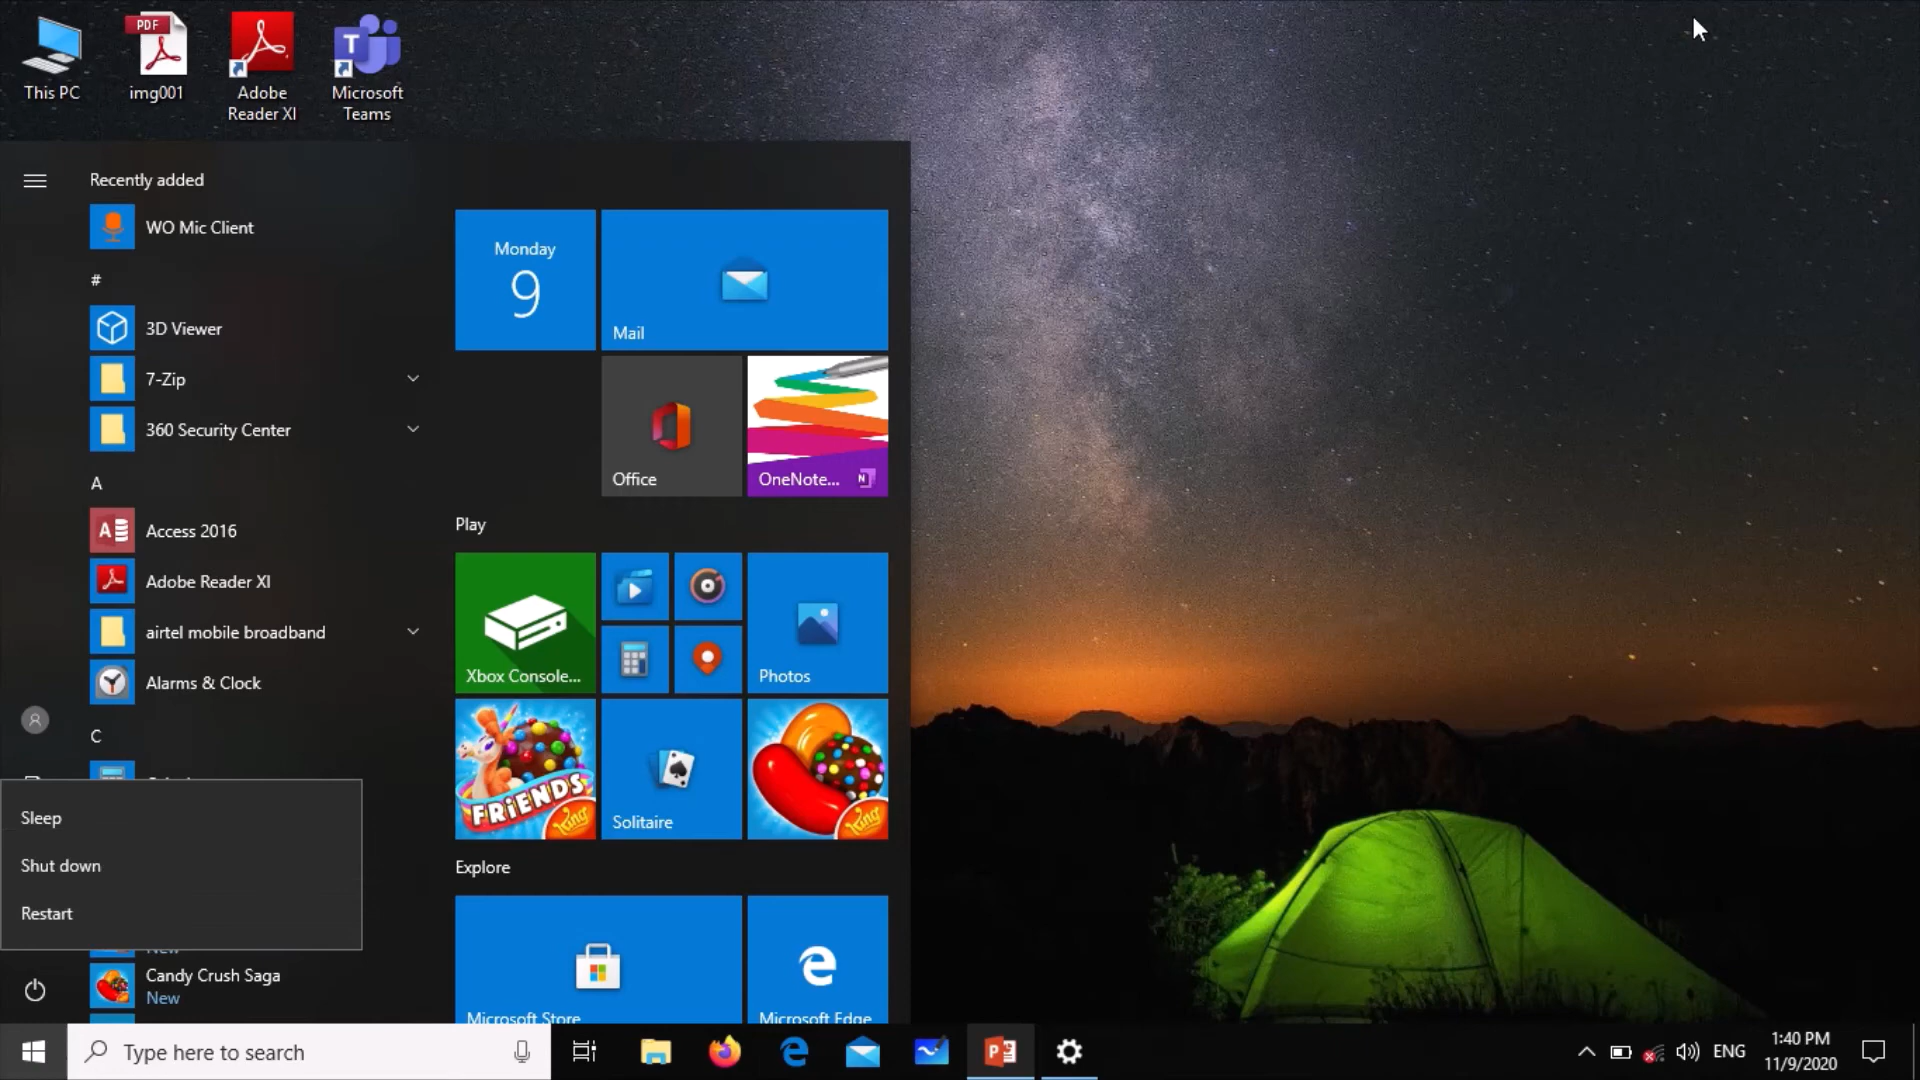 This PC
PDF
img001
Adobe
Reader XI
T
Microsoft
Teams
Recently added
WO Mic Client
#
3D Viewer
7-Zip
360 Security Center
A
Access 2016
Adobe Reader XI
airtel mobile broadband
Alarms & Clock
C
Sleep
Shut down
Restart
New
Candy Crush Saga
New
Monday
9
Mail
Office
OneNote...
N
Play
Xbox Console...
Photos
FRiENDS
King
Solitaire
King
Explore
Microsoft Store
Microsoft Edge
Type here to search
ENG
1:40 PM
11/9/2020